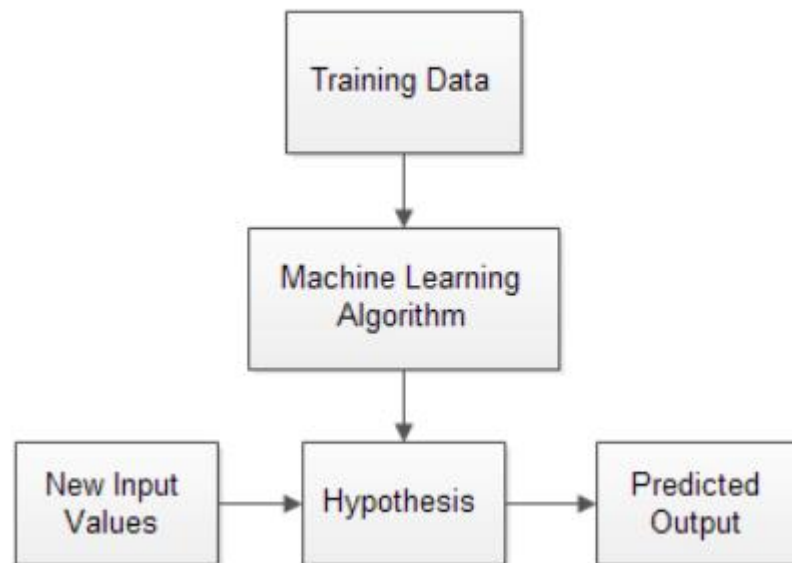 Training Data
Machine Learning
Algorithm
New Input
Values
Hypothesis
Predicted
Output